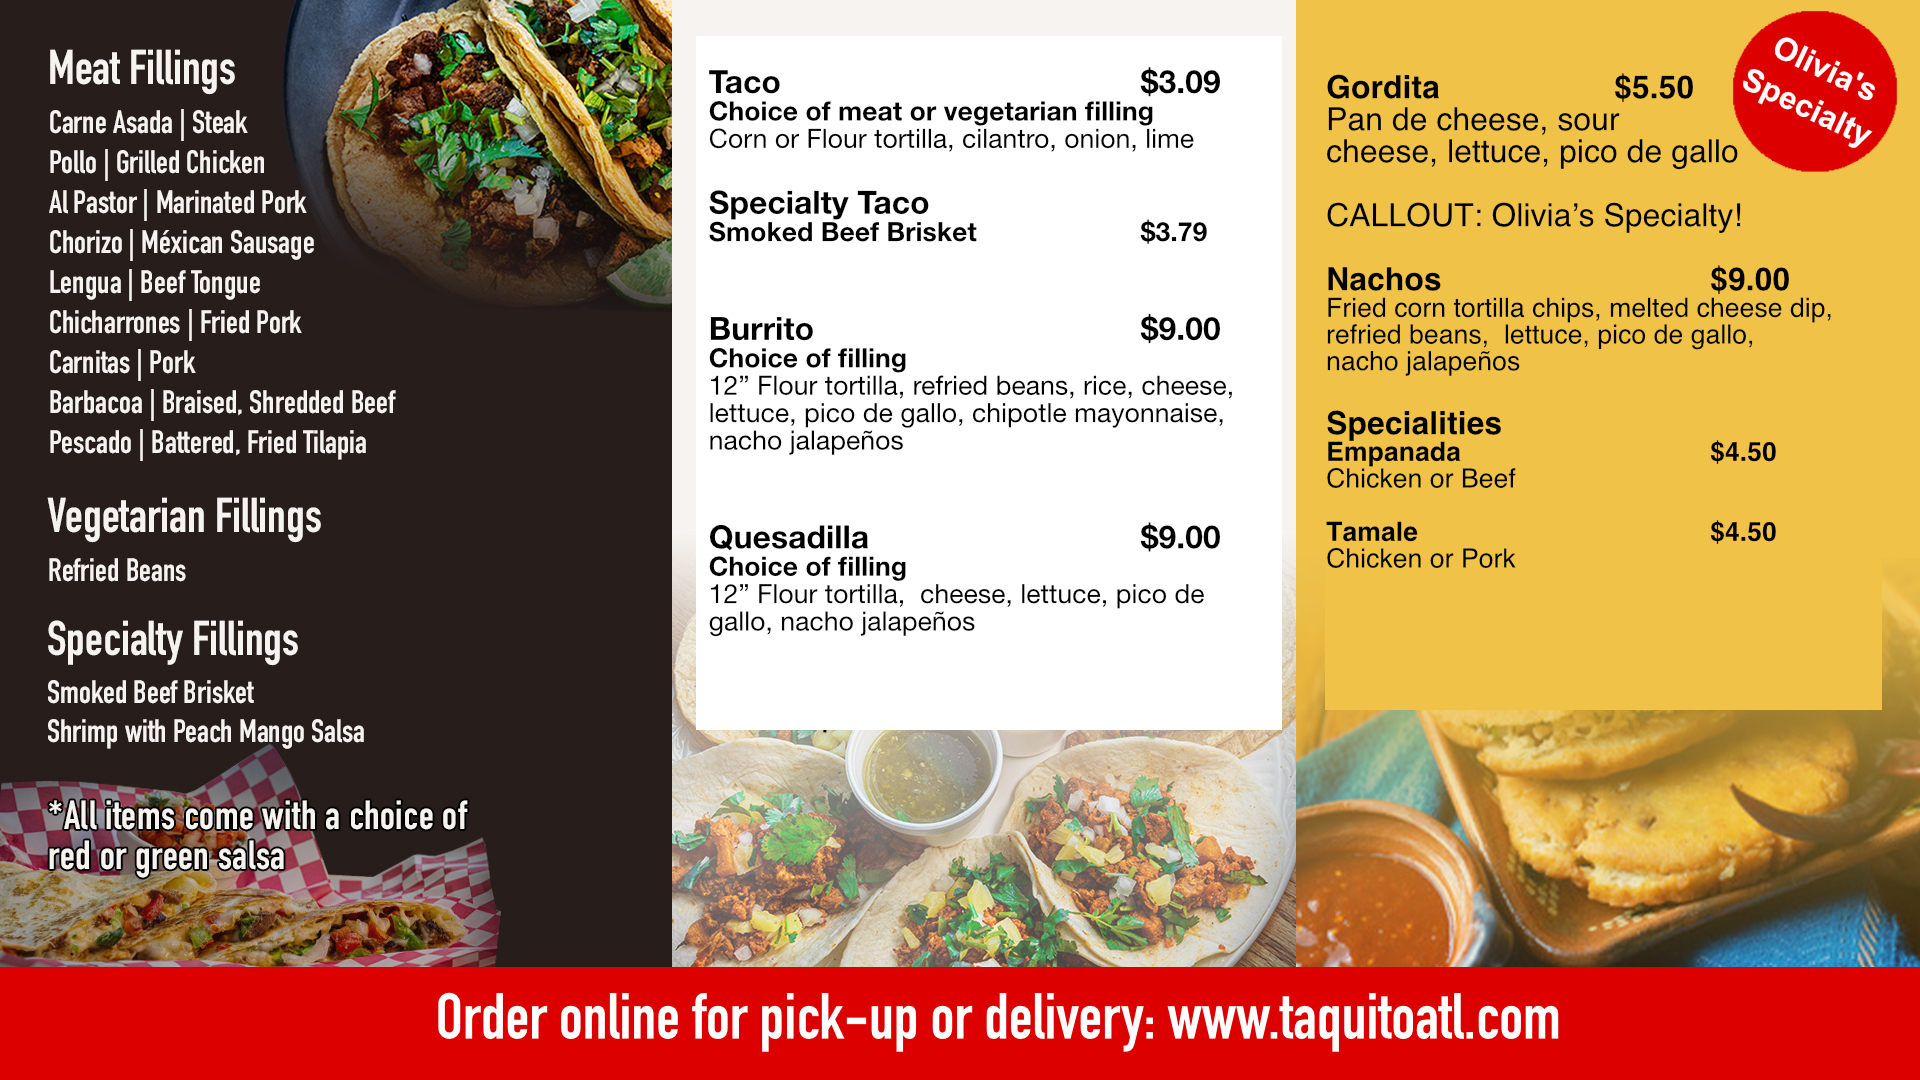 Meat Fillings
Carne Asada | Steak
Pollo | Grilled Chicken
Al Pastor | Marinated Pork
Chorizo | Méxican Sausage
Lengua | Beef Tongue
Chicharrones | Fried Pork
Carnitas | Pork
Barbacoa | Braised, Shredded Beef
Pescado | Battered, Fried Tilapia
Vegetarian Fillings
Refried Beans
Specialty Fillings
Smoked Beef Brisket
Shrimp with Peach Mango Salsa
*All items come with a choice of
red or green salsa
Taco $3.09
Choice of meat or vegetarian filling
Corn or Flour tortilla, cilantro, onion, lime
Specialty Taco
Smoked Beef Brisket $3.79
Burrito $9.00
Choice of filling
12” Flour tortilla, refried beans, rice, cheese,
lettuce, pico de gallo, chipotle mayonnaise,
nacho jalapeños
Quesadilla $9.00
Choice of filling
12” Flour tortilla,  cheese, lettuce, pico de
gallo, nacho jalapeños
Gordita $5.50
Pan de cheese, sour
cheese, lettuce, pico de gallo
Olivia's
Specialty
CALLOUT: Olivia’s Specialty!
Nachos $9.00
Fried corn tortilla chips, melted cheese dip,
refried beans,  lettuce, pico de gallo,
nacho jalapeños
Specialities
Empanada $4.50
Chicken or Beef
Tamale $4.50
Chicken or Pork
Order online for pick-up or delivery: www.taquitoatl.com